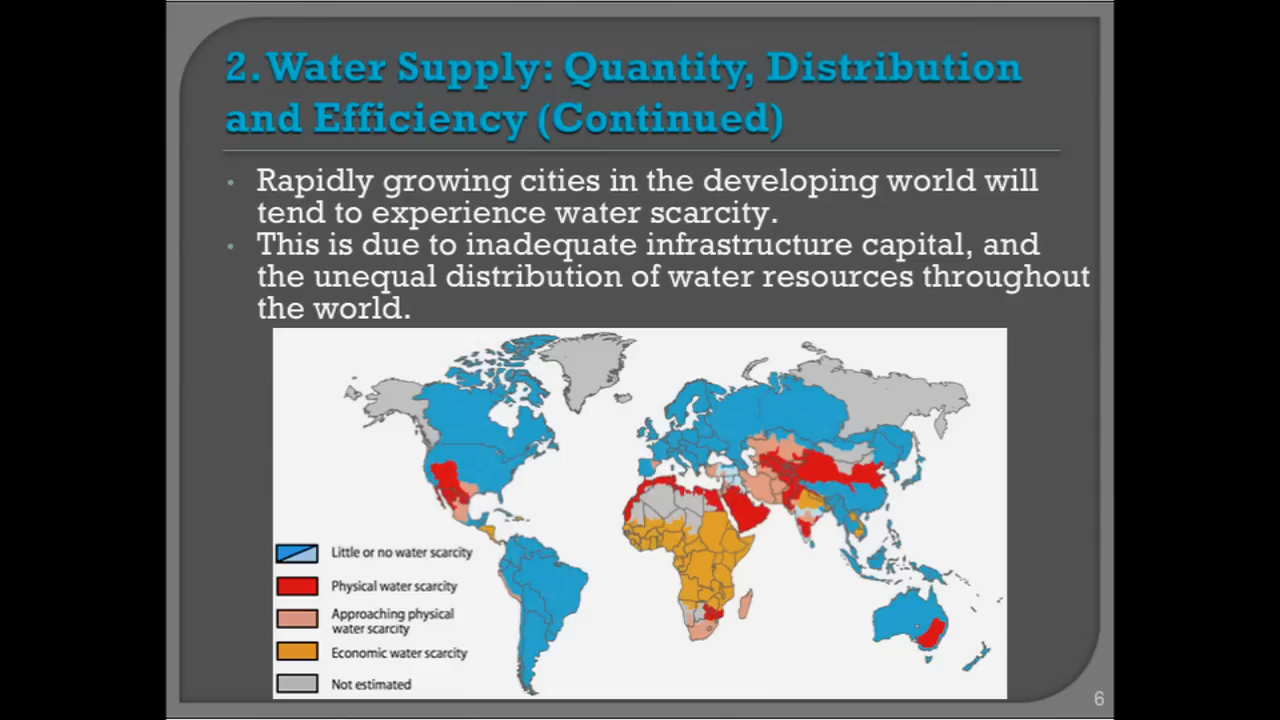 2. Water Supply: Quantity, Distribution
and Efficiency (Continued)
• Rapidly growing cities in the developing world will
tend to experience water scarcity.
• This is due to inadequate infrastructure capital, and
the unequal distribution of water resources throughout
the world.
Little or no water scarcity
Physical water scarcity
Approaching physical
water scarcity
Economic water scarcity
Not estimated
6